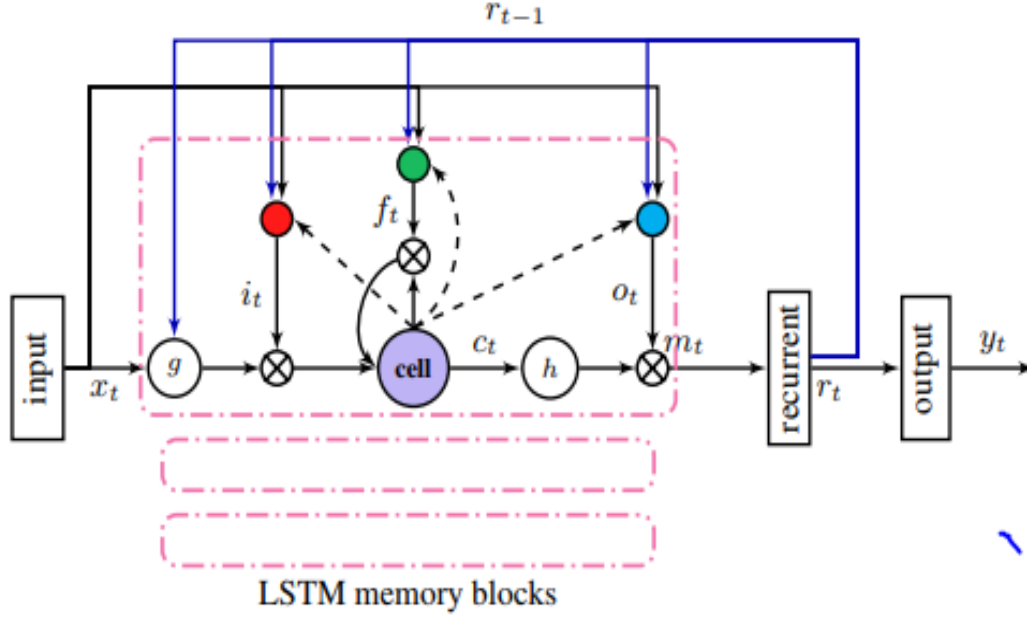 r_{t−1}
f_t
i_t
o_t
input
x_t
g
cell
c_t
h
m_t
recurrent
r_t
output
y_t
LSTM memory blocks